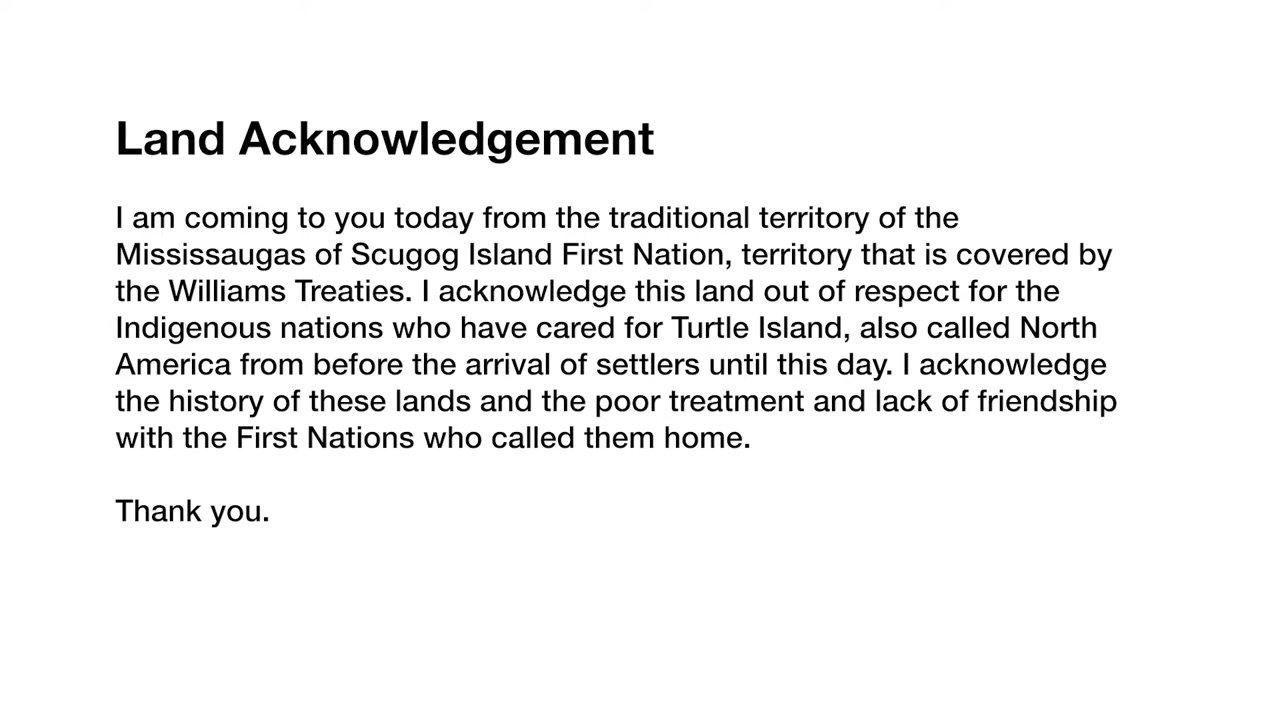 Land Acknowledgement
I am coming to you today from the traditional territory of the
Mississaugas of Scugog Island First Nation, territory that is covered by
the Williams Treaties. I acknowledge this land out of respect for the
Indigenous nations who have cared for Turtle Island, also called North
America from before the arrival of settlers until this day. I acknowledge
the history of these lands and the poor treatment and lack of friendship
with the First Nations who called them home.
Thank you.